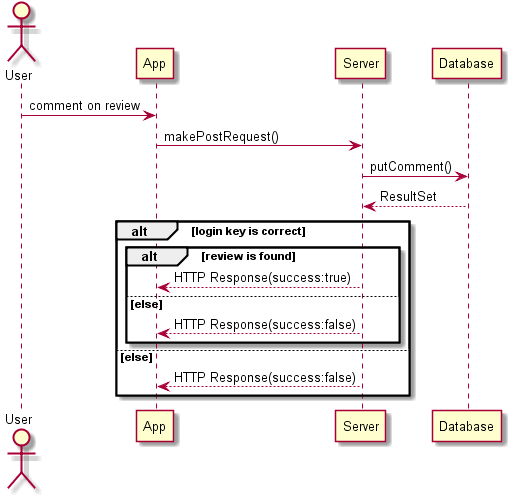 User
App
Server
Database
comment on review
makePostRequest()
putComment()
ResultSet
alt [login key is correct]
alt [review is found]
HTTP Response(success:true)
[else]
HTTP Response(success:false)
[else]
HTTP Response(success:false)
User
App
Server
Database